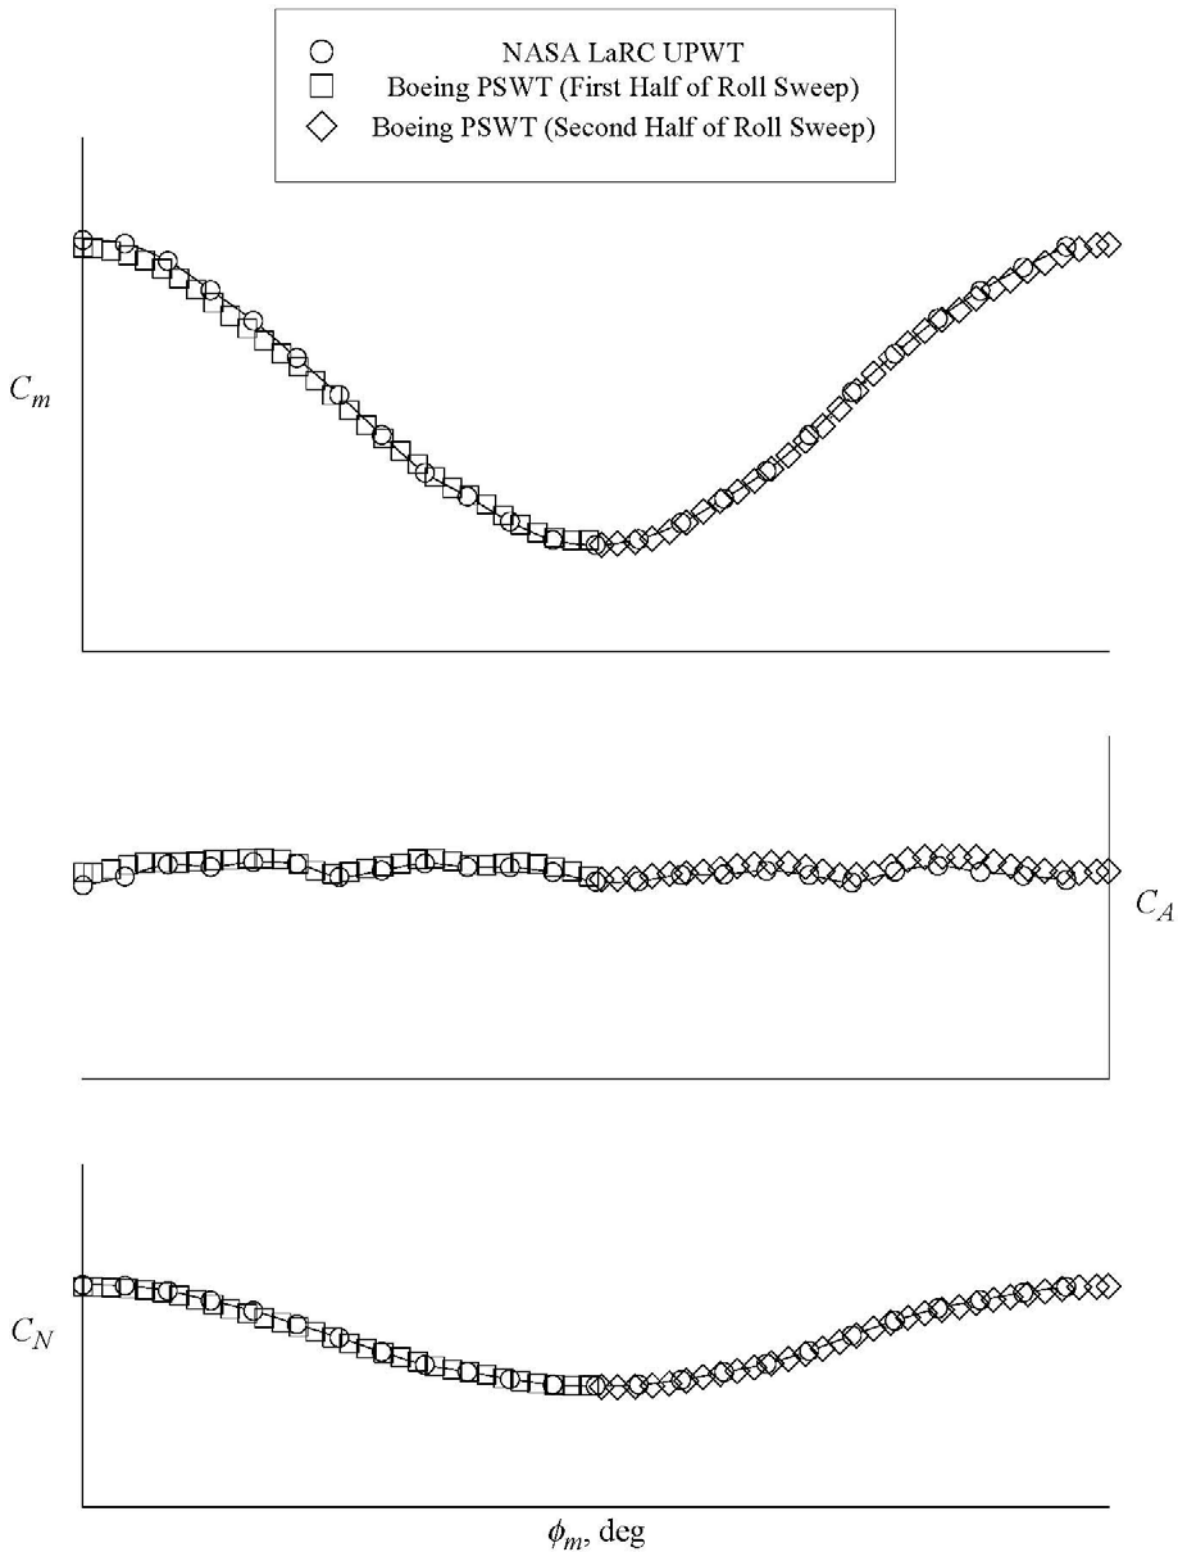 NASA LaRC UPWT
Boeing PSWT (First Half of Roll Sweep)
Boeing PSWT (Second Half of Roll Sweep)
Cm
CA
CN
ϕm, deg